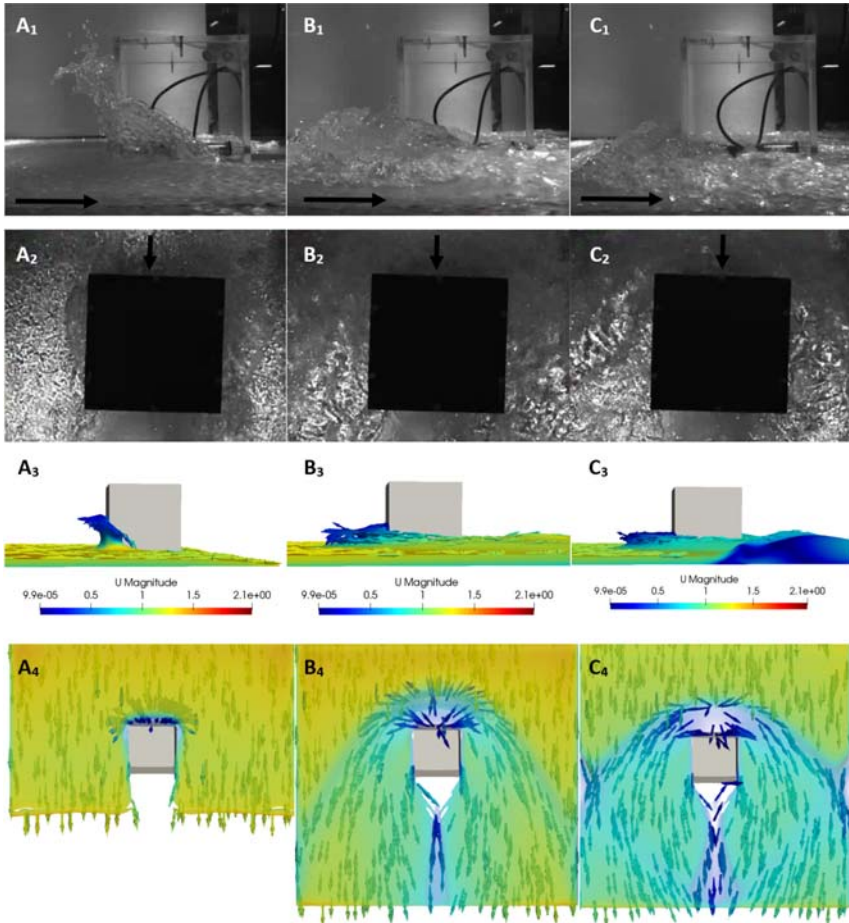 A1 B1 C1
A2 B2 C2
A3 B3 C3
U Magnitude U Magnitude U Magnitude
9.9e-05 0.5 1 1.5 2.1e+00 9.9e-05 0.5 1 1.5 2.1e+00 9.9e-05 0.5 1 1.5 2.1e+00
A4 B4 C4